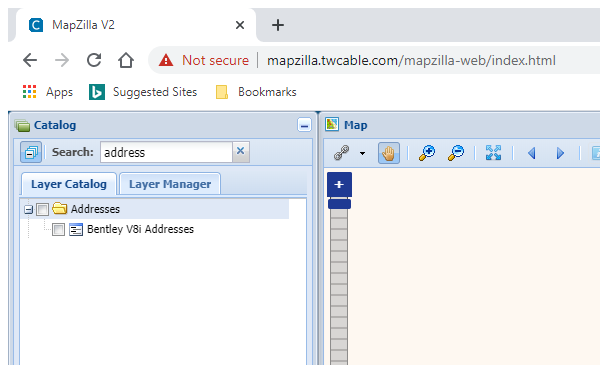 MapZilla V2
Not secure | mapzilla.twcable.com/mapzilla-web/index.html
Apps Suggested Sites Bookmarks
Catalog
Map
Search: address
Layer Catalog Layer Manager
Addresses
Bentley V8i Addresses